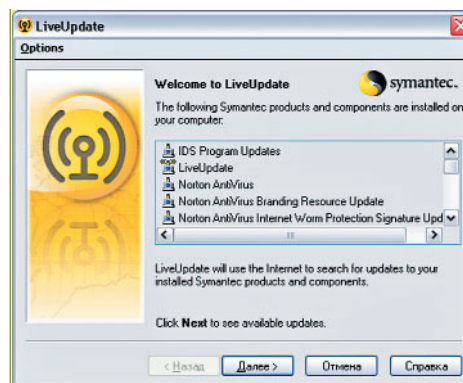 LiveUpdate
Options
symantec.
Welcome to LiveUpdate
The following Symantec products and components are installed on
your computer:
IDS Program Updates
LiveUpdate
Norton AntiVirus
Norton AntiVirus Branding Resource Update
Norton AntiVirus Internet Worm Protection Signature Upd
LiveUpdate will use the Internet to search for updates to your
installed Symantec products and components.
Click Next to see available updates.
< Назад Далее > Отмена Справка